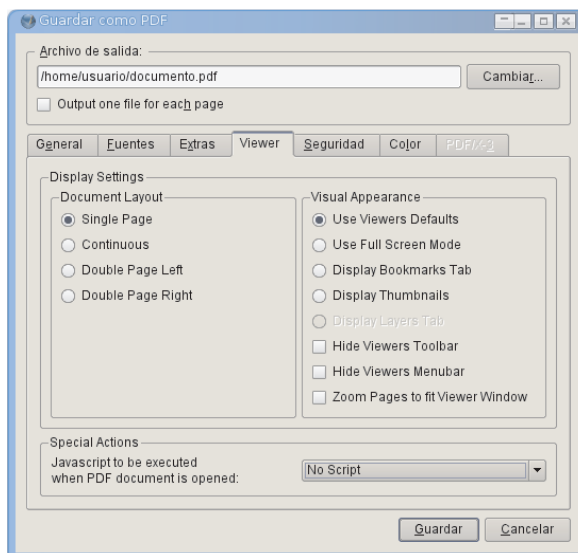 Guardar como PDF
Archivo de salida:
/home/usuario/documento.pdf
Cambiar...
Output one file for each page
General Fuentes Extras Viewer Seguridad Color PDF/X-3
Display Settings
Document Layout
Single Page
Continuous
Double Page Left
Double Page Right
Visual Appearance
Use Viewers Defaults
Use Full Screen Mode
Display Bookmarks Tab
Display Thumbnails
Display Layers Tab
Hide Viewers Toolbar
Hide Viewers Menubar
Zoom Pages to fit Viewer Window
Special Actions
Javascript to be executed
when PDF document is opened:
No Script
Guardar Cancelar